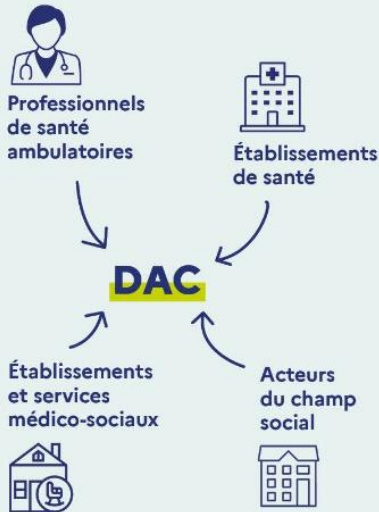 Professionnels
de santé
ambulatoires
Établissements
de santé
DAC
Établissements
et services
médico-sociaux
Acteurs
du champ
social